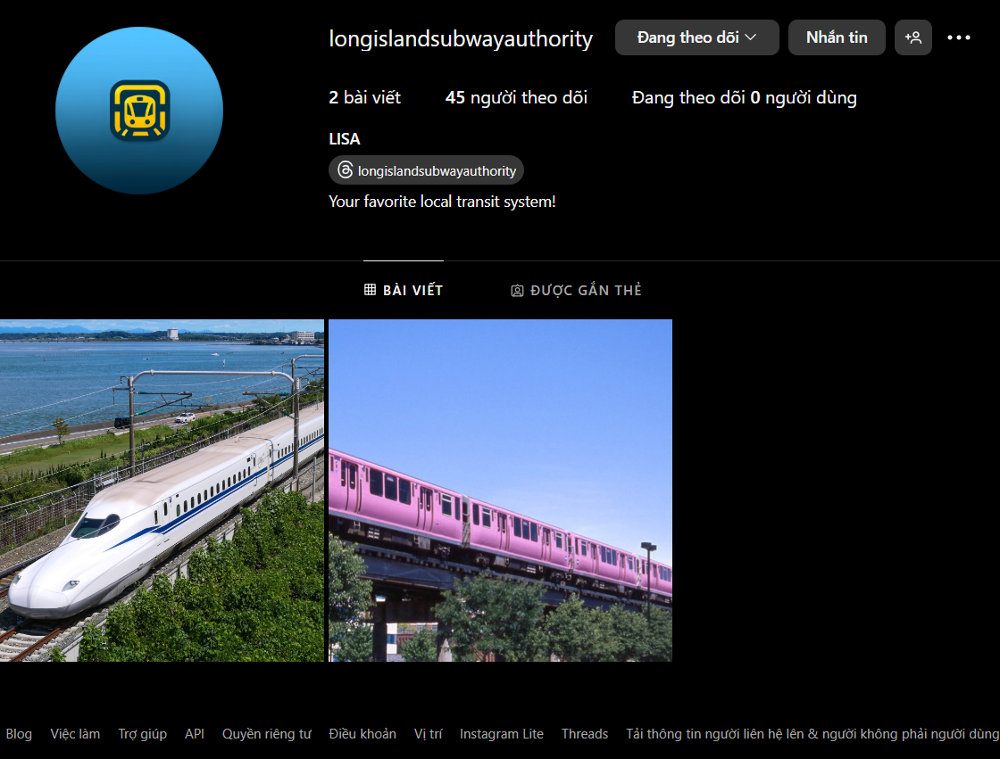 longislandsubwayauthority Đang theo dõi Nhắn tin
2 bài viết 45 người theo dõi Đang theo dõi 0 người dùng
LISA
longislandsubwayauthority
Your favorite local transit system!
BÀI VIẾT ĐƯỢC GẮN THẺ
Blog Việc làm Trợ giúp API Quyền riêng tư Điều khoản Vị trí Instagram Lite Threads Tải thông tin người liên hệ lên & người không phải người dùng